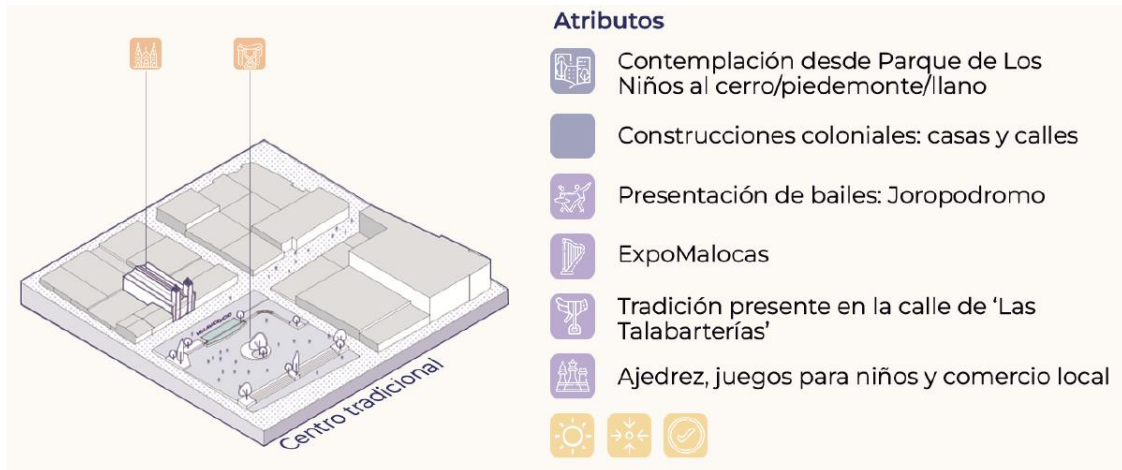 Atributos
Contemplación desde Parque de Los
Niños al cerro/piedemonte/llano
Construcciones coloniales: casas y calles
Presentación de bailes: Joropodromo
ExpoMalocas
Tradición presente en la calle de ‘Las
Talabarterías’
Ajedrez, juegos para niños y comercio local
Centro tradicional